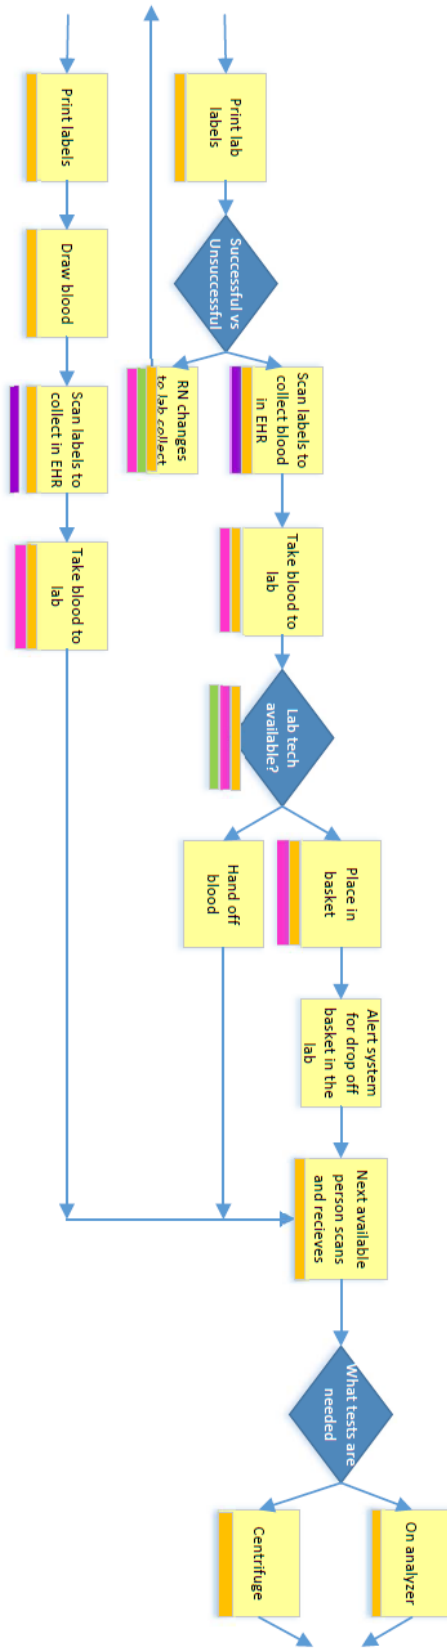 Print lab
labels
Successful vs
Unsuccessful
Scan labels to
collect blood
in EHR
RN changes
to lab collect
Take blood to
lab
Lab tech
available?
Place in
basket
Hand off
blood
Alert system
for drop off
basket in the
lab
Next available
person scans
and recieves
What tests are
needed
On analyzer
Centrifuge
Print labels
Draw blood
Scan labels to
collect in EHR
Take blood to
lab